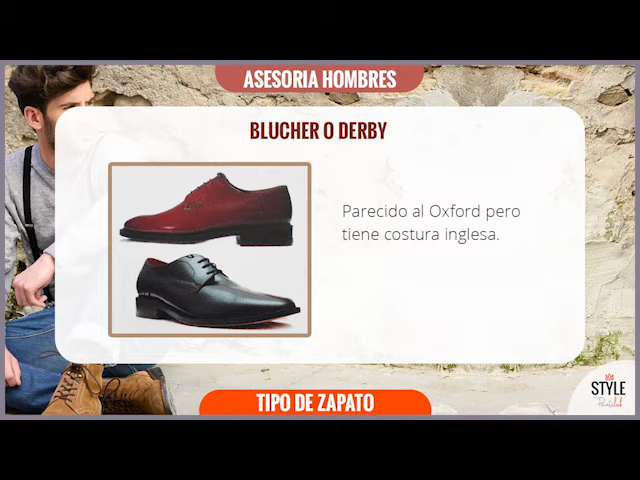 ASESORIA HOMBRES
BLUCHER O DERBY
Parecido al Oxford pero
tiene costura inglesa.
TIPO DE ZAPATO
STYLE